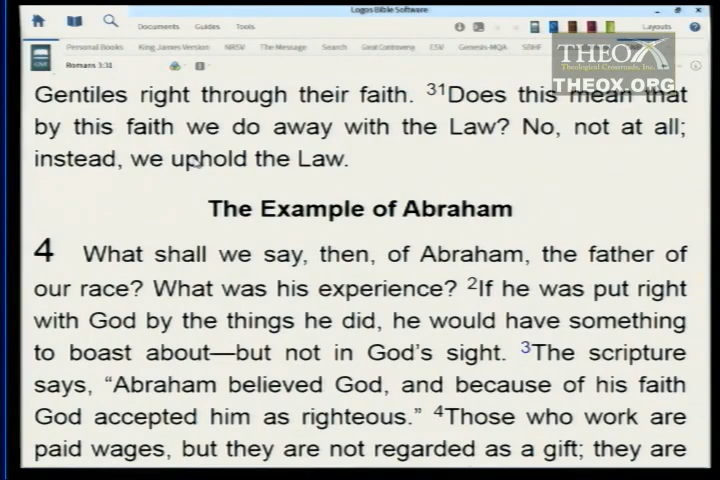 Logos Bible Software
Documents Guides Tools Layouts
Personal Books King James Version NRSV The Message Search Great Controversy ESV Genesis-MQA
Romans 3:31
THEOX
Theological Crossroads, Inc.
THEOX.ORG
Gentiles right through their faith. 31Does this mean that
by this faith we do away with the Law? No, not at all;
instead, we uphold the Law.
The Example of Abraham
4 What shall we say, then, of Abraham, the father of
our race? What was his experience? 2If he was put right
with God by the things he did, he would have something
to boast about—but not in God's sight. 3The scripture
says, “Abraham believed God, and because of his faith
God accepted him as righteous.” 4Those who work are
paid wages, but they are not regarded as a gift; they are